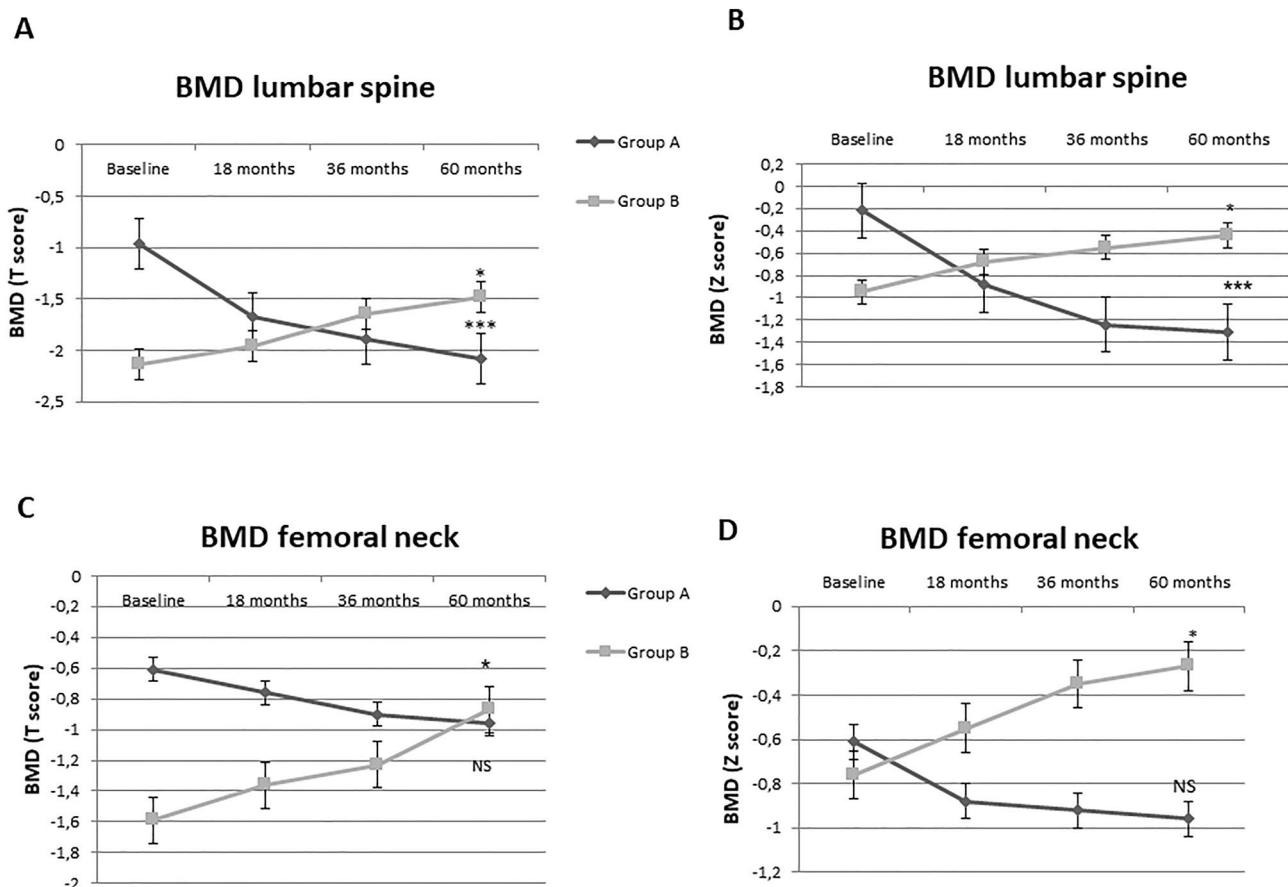 A
BMD lumbar spine
0
-0,5
-1
-1,5
-2
-2,5
BMD (T score)
Baseline 18 months 36 months 60 months
*
***
Group A
Group B
B
BMD lumbar spine
Baseline 18 months 36 months 60 months
0,2
0
-0,2
-0,4
-0,6
-0,8
-1
-1,2
-1,4
-1,6
-1,8
BMD (Z score)
*
***
C
BMD femoral neck
0
-0,2
-0,4
-0,6
-0,8
-1
-1,2
-1,4
-1,6
-1,8
-2
BMD (T score)
Baseline 18 months 36 months 60 months
*
NS
Group A
Group B
D
BMD femoral neck
Baseline 18 months 36 months 60 months
0
-0,2
-0,4
-0,6
-0,8
-1
-1,2
BMD (Z score)
*
NS